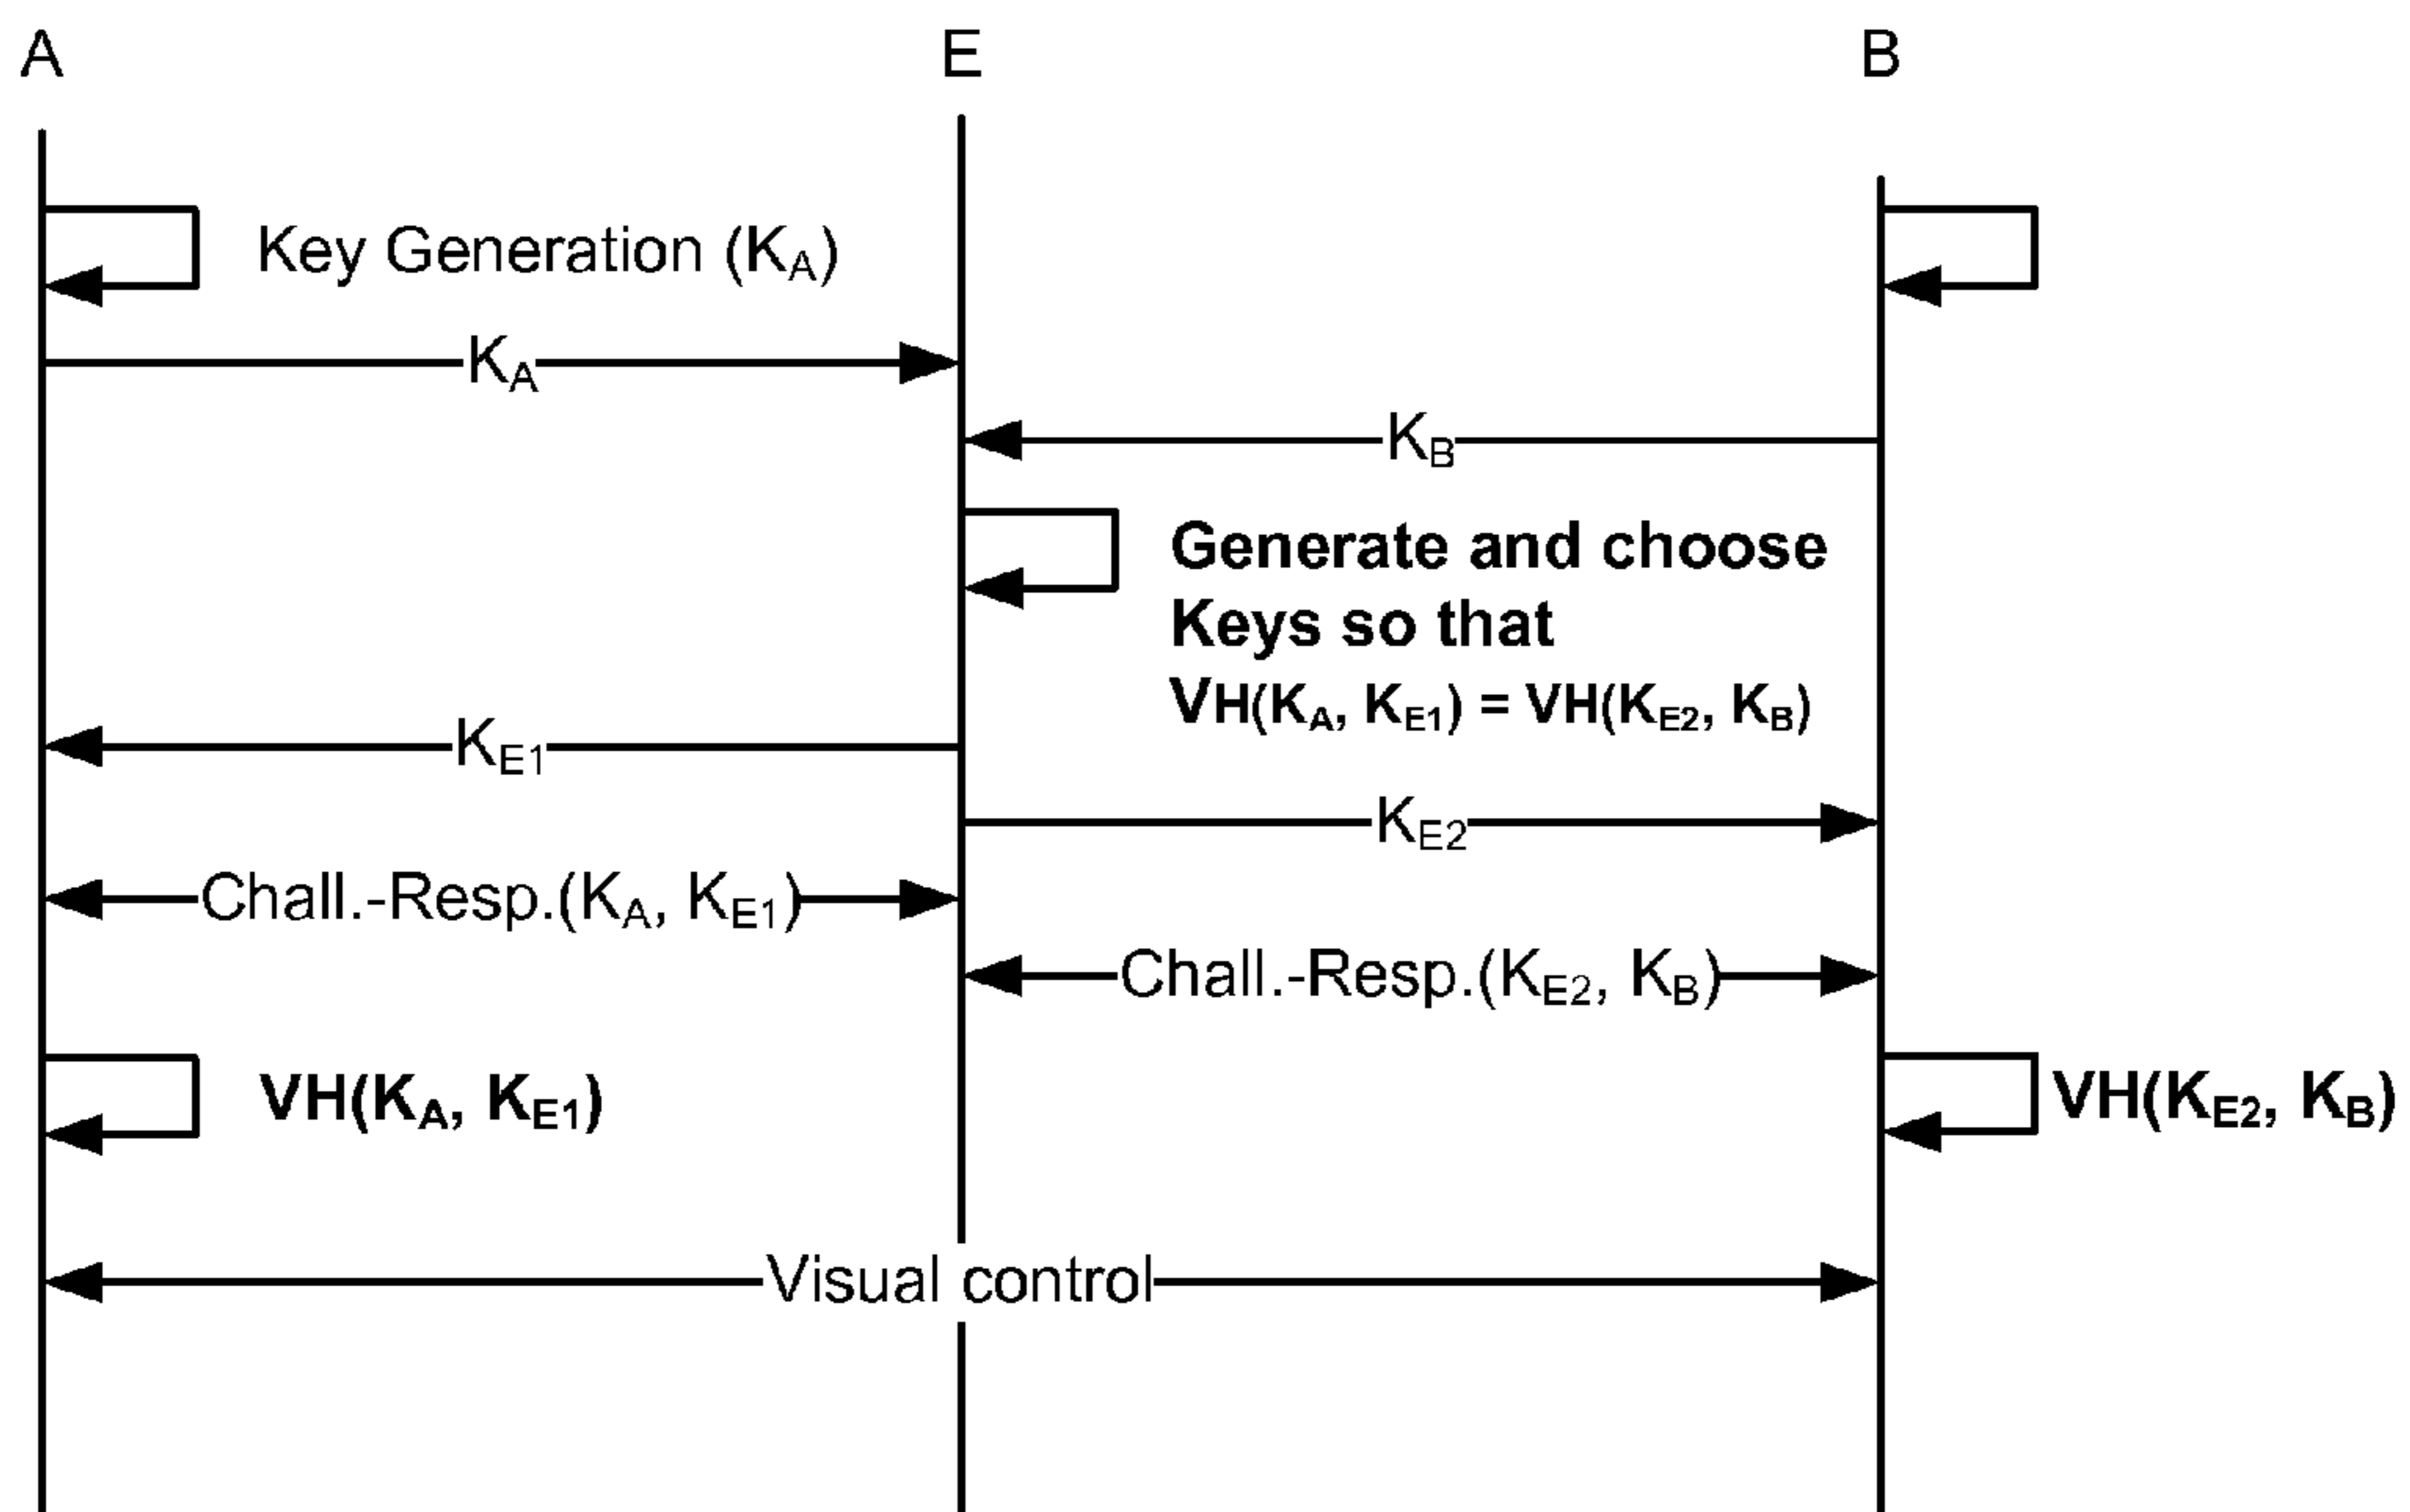 A
E
B
Key Generation (KA)
KA
KB
Generate and choose
Keys so that
VH(KA, KE1) = VH(KE2, KB)
KE1
KE2
Chall.-Resp.(KA, KE1)
Chall.-Resp.(KE2, KB)
VH(KA, KE1)
VH(KE2, KB)
Visual control